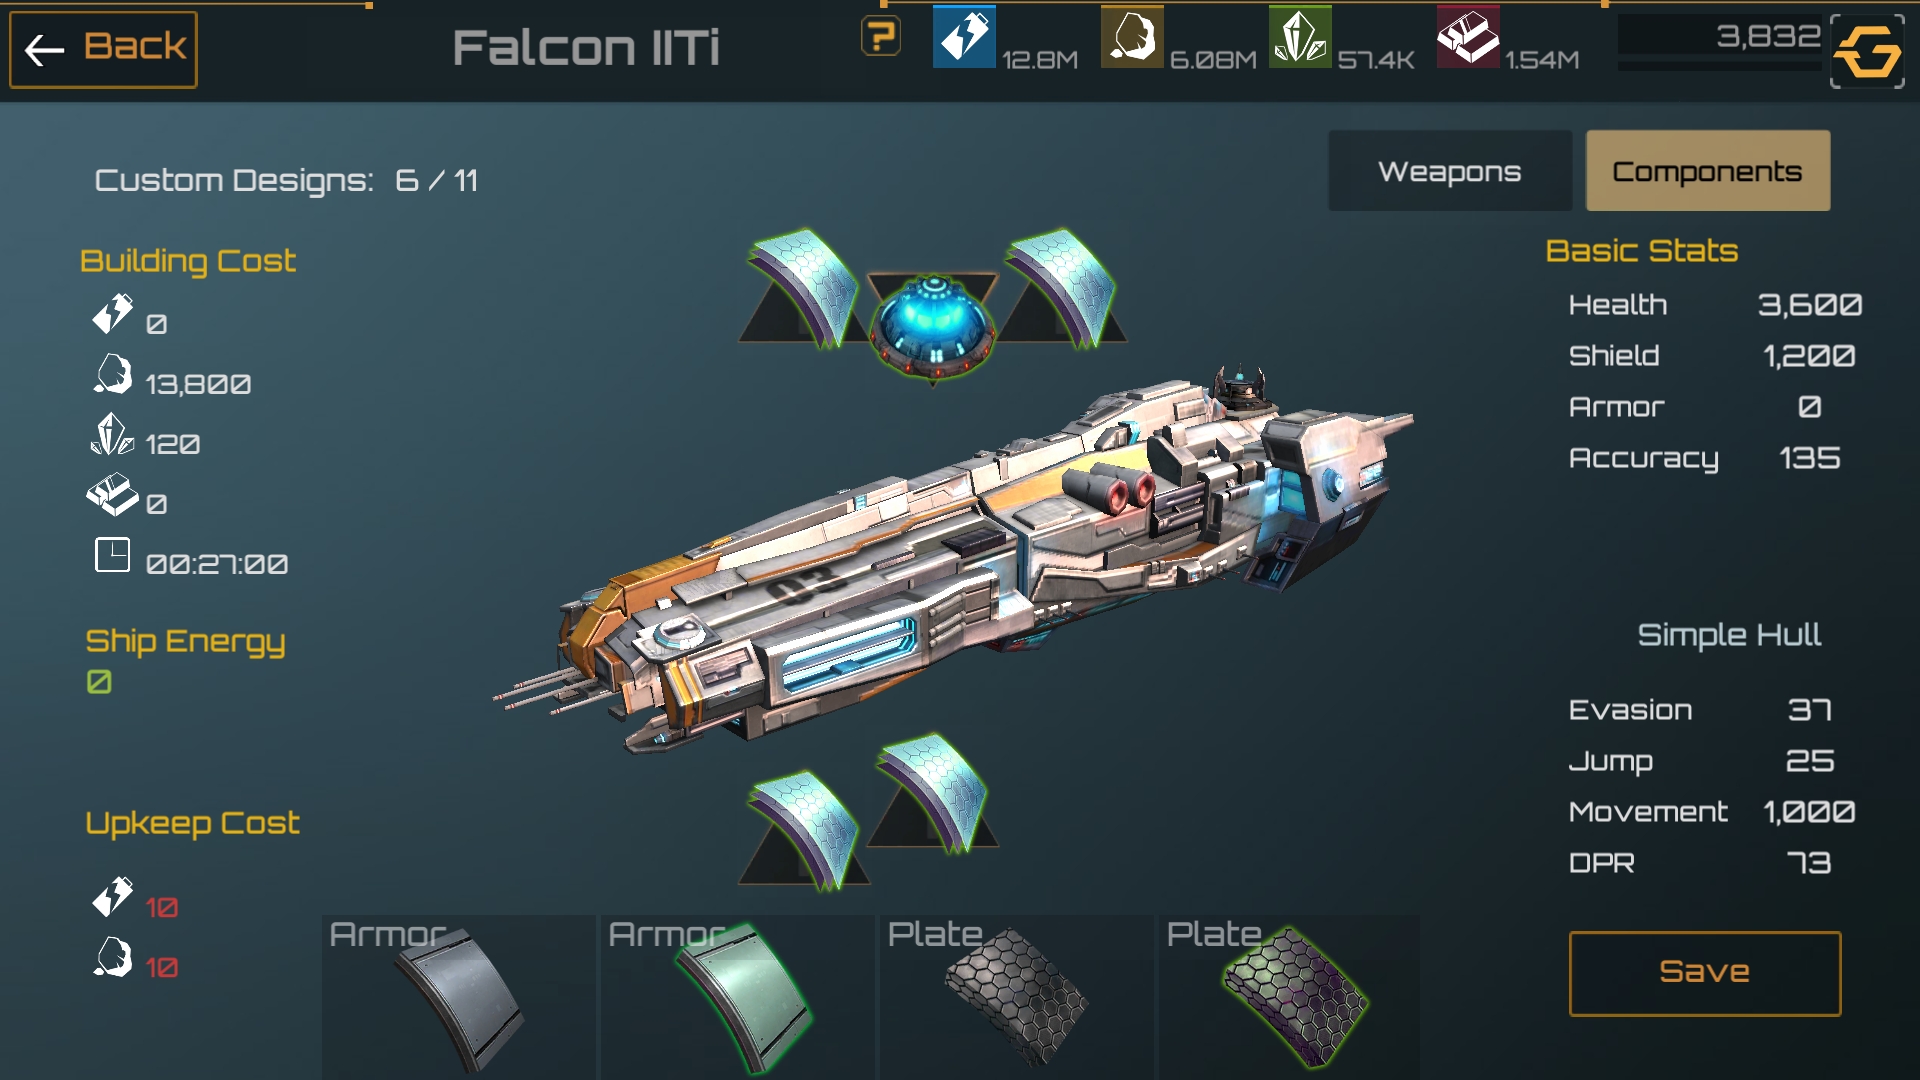 Back
Falcon IITi
?
12.8M
6.08M
57.4K
1.54M
3,832
Custom Designs: 6 / 11
Weapons
Components
Building Cost
0
13,800
120
0
00:27:00
Ship Energy
0
Upkeep Cost
10
10
Basic Stats
Health 3,600
Shield 1,200
Armor 0
Accuracy 135
Simple Hull
Evasion 37
Jump 25
Movement 1,000
DPR 73
03
Armor
Armor
Plate
Plate
Save